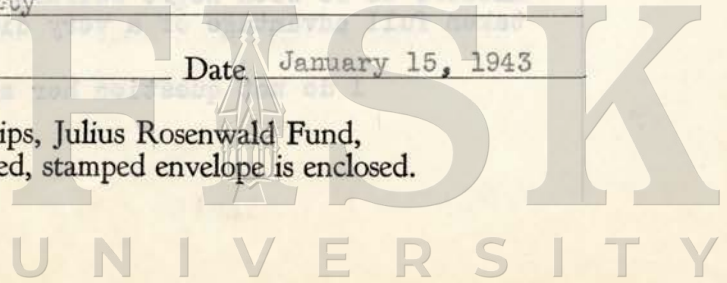 Date January 15, 1943
ips, Julius Rosenwald Fund,
ed, stamped envelope is enclosed.
FISK
UNIVERSITY